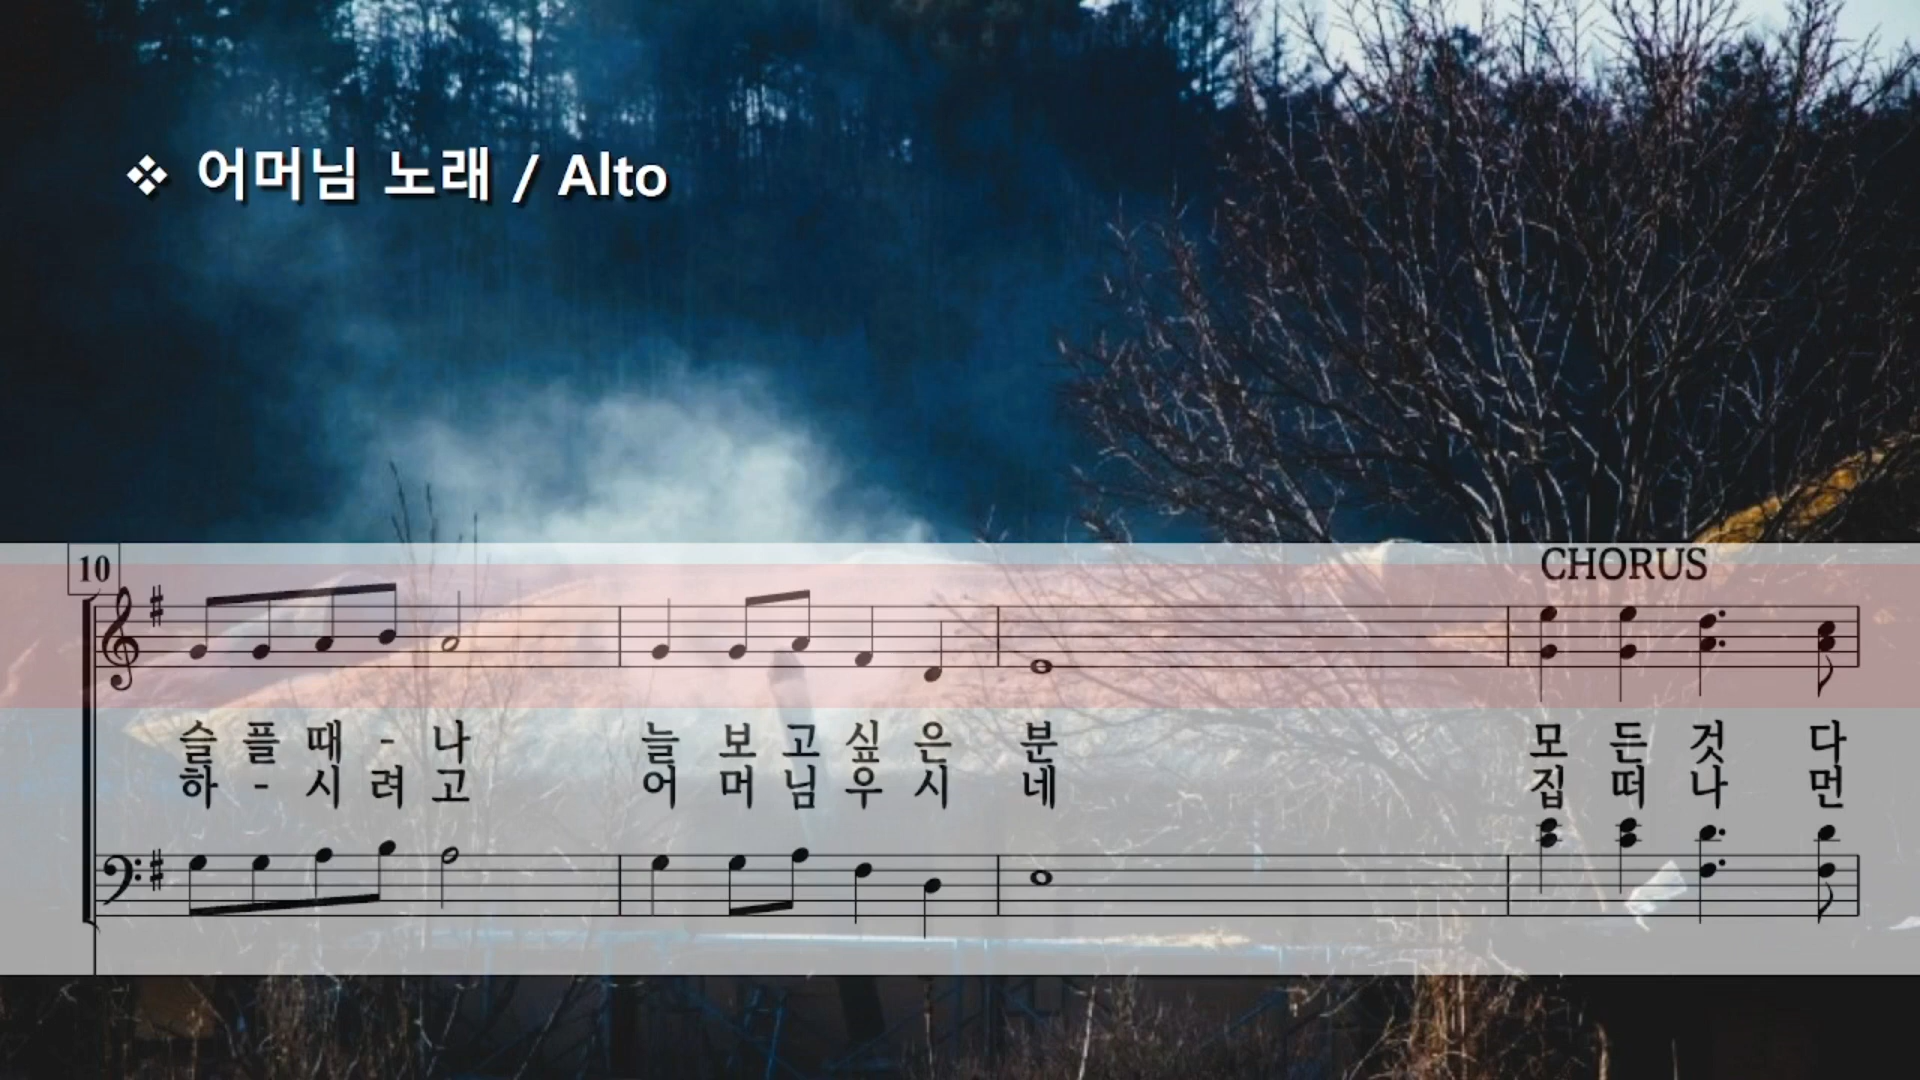 ❖ 어머님 노래 / Alto
10
CHORUS
슬 플 때 - 나 늘 보 고 싶 은 분 모 든 것 다
하 - 시 려 고 어 머 님 우 시 네 집 떠 나 먼